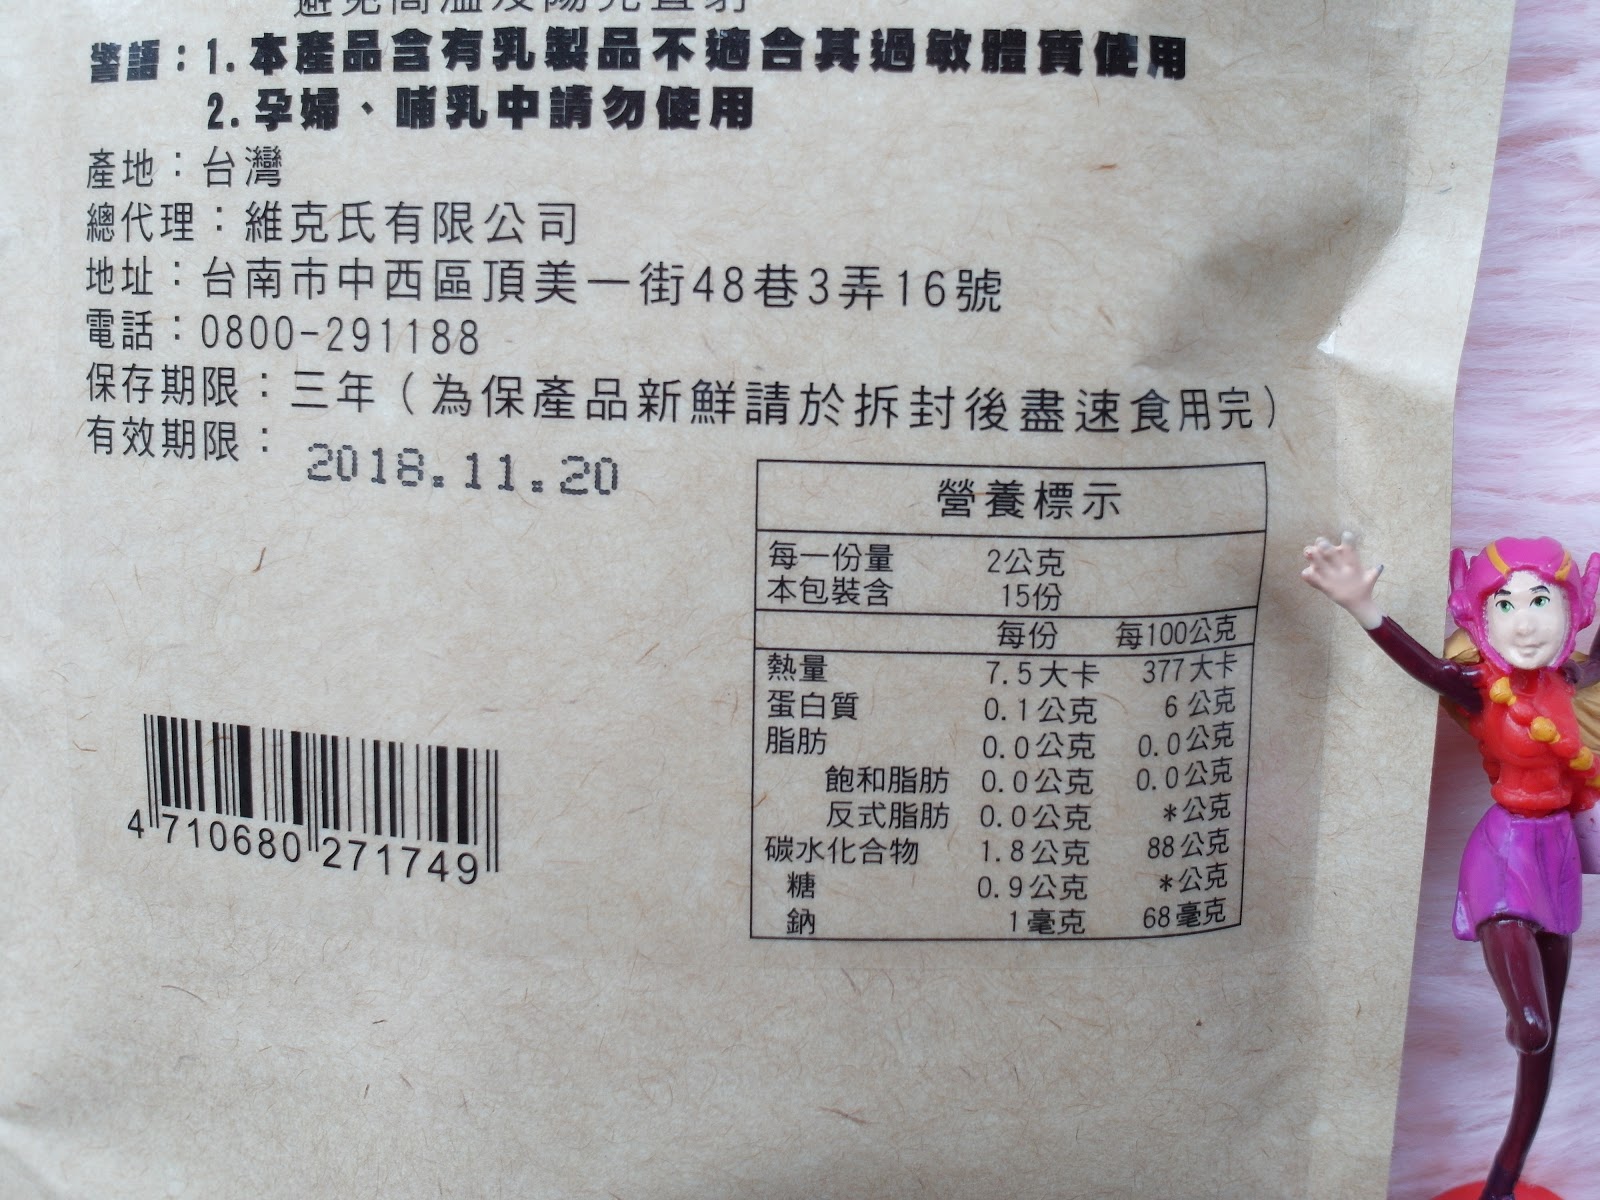 避免高溫及陽光直射
警語：1.本產品含有乳製品不適合其過敏體質使用
2.孕婦、哺乳中請勿使用
產地：台灣
總代理：維克氏有限公司
地址：台南市中西區頂美一街48巷3弄16號
電話：0800-291188
保存期限：三年（為保產品新鮮請於拆封後盡速食用完）
有效期限：2018.11.20
營養標示
每一份量 2公克
本包裝含 15份
每份 每100公克
熱量 7.5大卡 377大卡
蛋白質 0.1公克 6公克
脂肪 0.0公克 0.0公克
飽和脂肪 0.0公克 0.0公克
反式脂肪 0.0公克 *公克
碳水化合物 1.8公克 88公克
糖 0.9公克 *公克
鈉 1毫克 68毫克
4 710680 271749